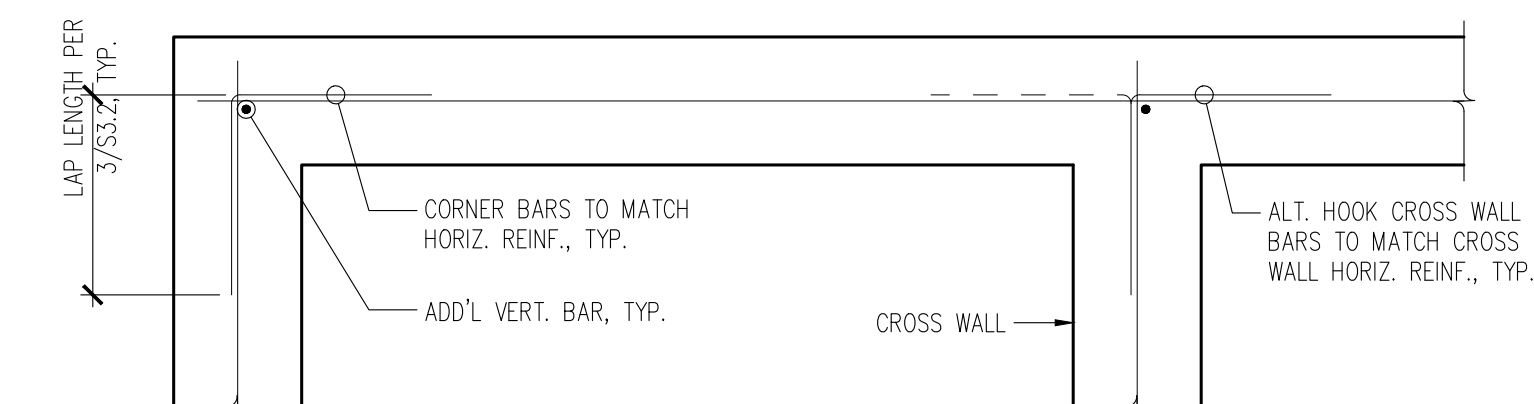 LAP LENGTH PER
3/S3.2, TYP.
CORNER BARS TO MATCH
HORIZ. REINF., TYP.
ADD'L VERT. BAR, TYP.
CROSS WALL
ALT. HOOK CROSS WALL
BARS TO MATCH CROSS
WALL HORIZ. REINF., TYP.